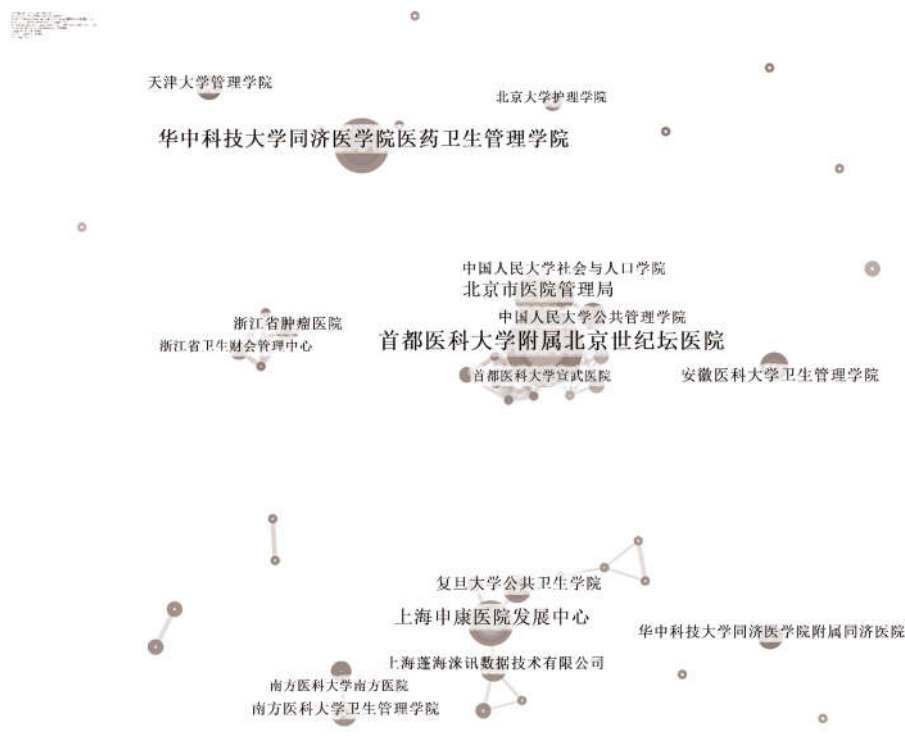 天津大学管理学院
北京大学护理学院
华中科技大学同济医学院医药卫生管理学院
中国人民大学社会与人口学院
北京市医院管理局
中国人民大学公共管理学院
浙江省肿瘤医院
首都医科大学附属北京世纪坛医院
浙江省卫生财会管理中心
首都医科大学宣武医院
安徽医科大学卫生管理学院
复旦大学公共卫生学院
上海申康医院发展中心
华中科技大学同济医学院附属同济医院
上海蓬海涞讯数据技术有限公司
南方医科大学南方医院
南方医科大学卫生管理学院